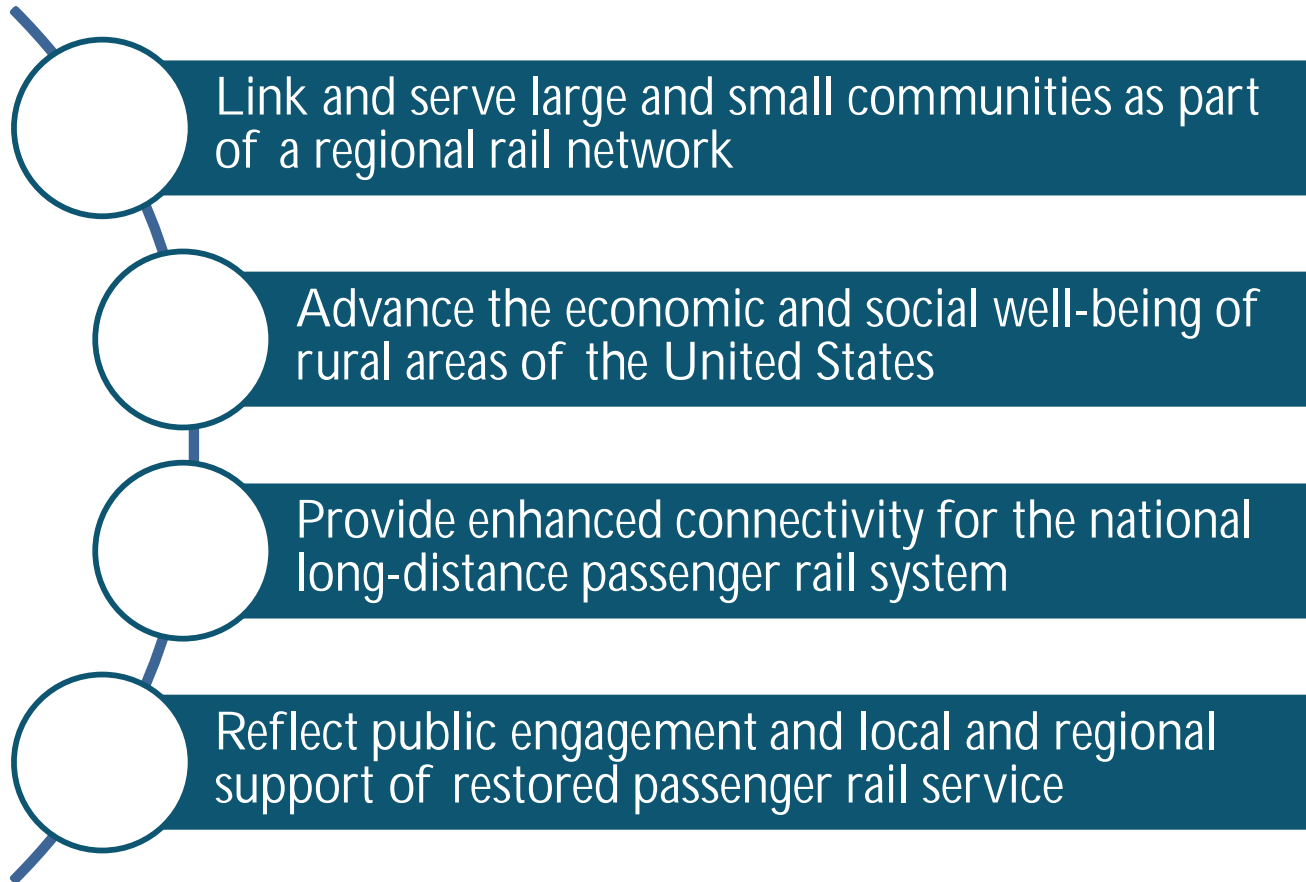 Link and serve large and small communities as part
of a regional rail network
Advance the economic and social well-being of
rural areas of the United States
Provide enhanced connectivity for the national
long-distance passenger rail system
Reflect public engagement and local and regional
support of restored passenger rail service